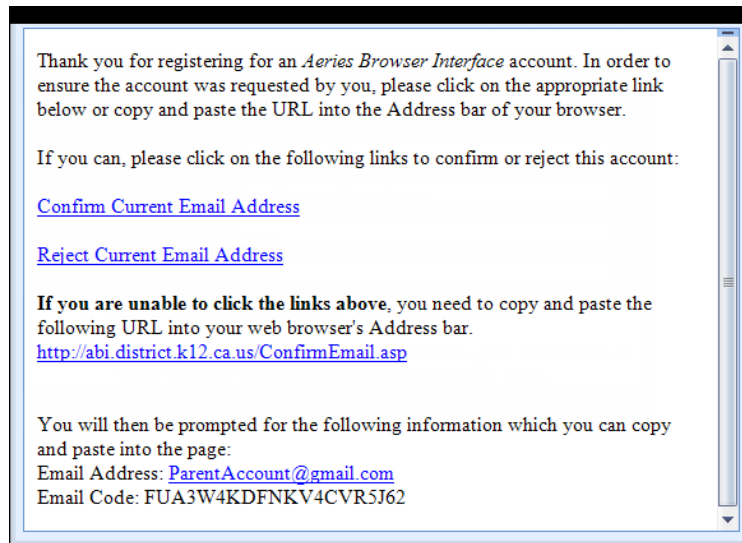 Thank you for registering for an Aeries Browser Interface account. In order to
ensure the account was requested by you, please click on the appropriate link
below or copy and paste the URL into the Address bar of your browser.
If you can, please click on the following links to confirm or reject this account:
Confirm Current Email Address
Reject Current Email Address
If you are unable to click the links above, you need to copy and paste the
following URL into your web browser's Address bar.
http://abi.district.k12.ca.us/ConfirmEmail.asp
You will then be prompted for the following information which you can copy
and paste into the page:
Email Address: ParentAccount@gmail.com
Email Code: FUA3W4KDFNKV4CVR5J62